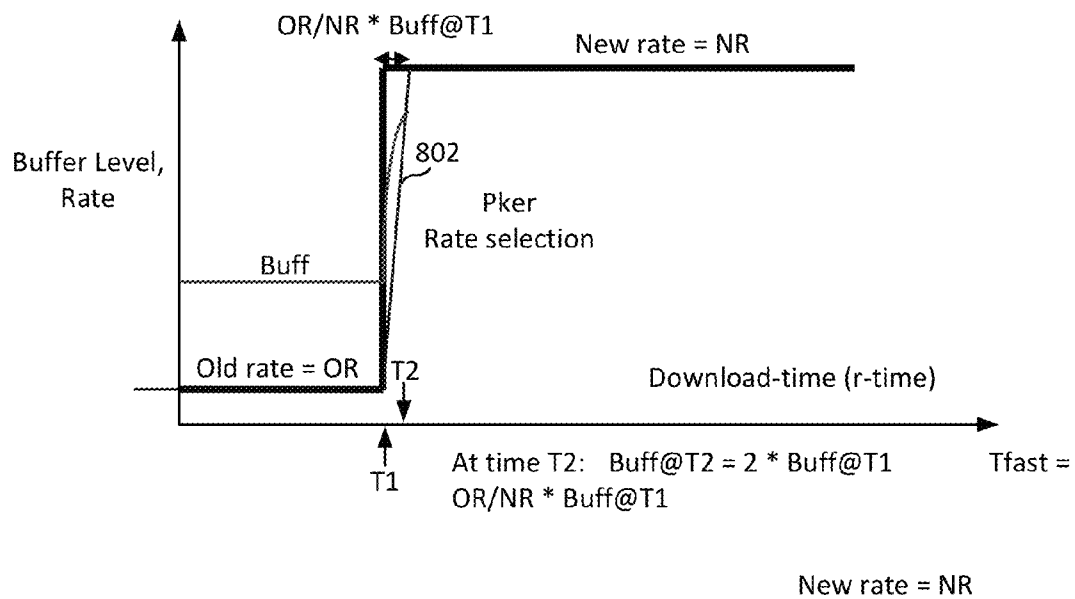 OR/NR * Buff@T1
New rate = NR
Buffer Level,
Rate
802
Pker
Rate selection
Buff
Old rate = OR
T2
Download-time (r-time)
T1
At time T2: Buff@T2 = 2 * Buff@T1 Tfast =
OR/NR * Buff@T1
New rate = NR